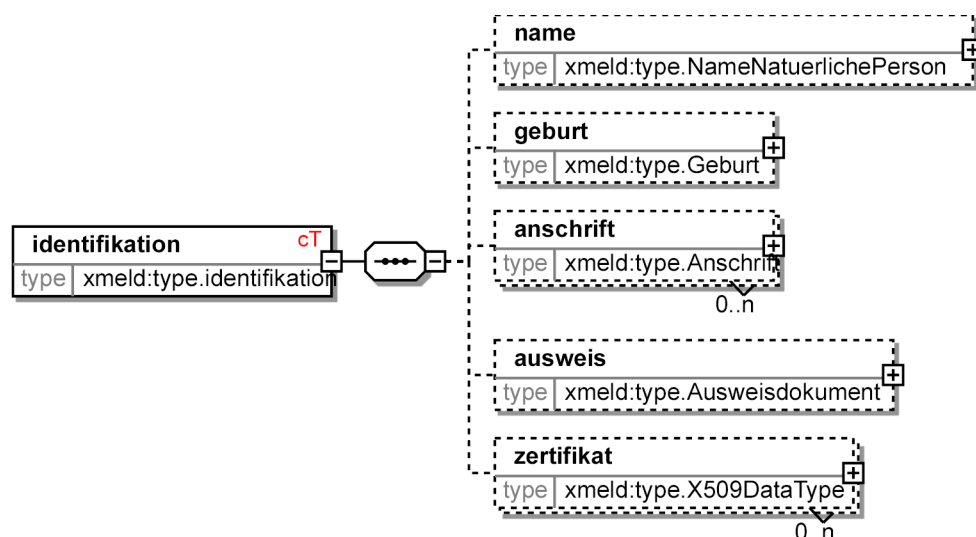 name
type xmeld:type.NameNatuerlichePerson
geburt
type xmeld:type.Geburt
anschrift
type xmeld:type.Anschrift
0..n
identifikation cT
type xmeld:type.identifikation
ausweis
type xmeld:type.Ausweisdokument
zertifikat
type xmeld:type.X509DataType
0..n